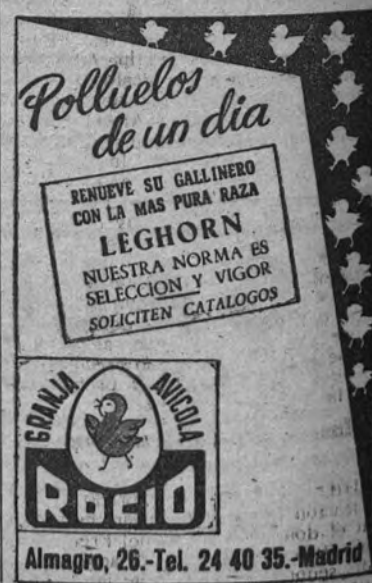 Polluelos
de un dia
RENUEVE SU GALLINERO
CON LA MAS PURA RAZA
LEGHORN
NUESTRA NORMA ES
SELECCION Y VIGOR
SOLICITEN CATALOGOS
GRANJA AVICOLA
ROCIO
Almagro, 26.-Tel. 24 40 35.-Madrid